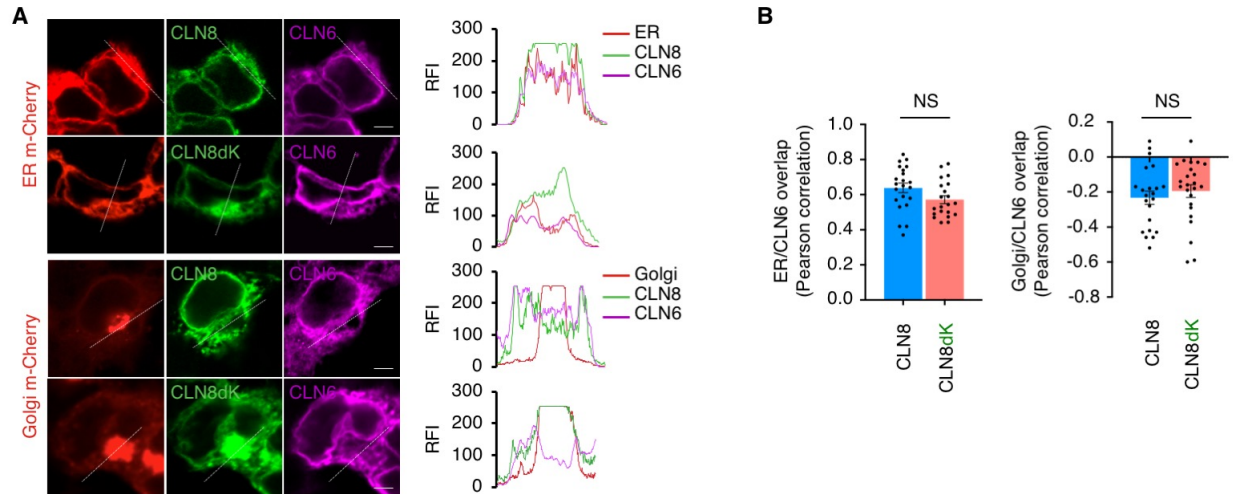 A
B
ER m-Cherry
CLN8
CLN6
300
200
100
0
RFI
ER
CLN8
CLN6
CLN8dK
CLN6
300
200
100
0
RFI
Golgi m-Cherry
CLN8
CLN6
300
200
100
0
RFI
Golgi
CLN8
CLN6
CLN8dK
CLN6
300
200
100
0
RFI
ER/CLN6 overlap
(Pearson correlation)
1.0
0.8
0.6
0.4
0.2
0.0
NS
CLN8
CLN8dK
Golgi/CLN6 overlap
(Pearson correlation)
0.2
0.0
-0.2
-0.4
-0.6
-0.8
NS
CLN8
CLN8dK